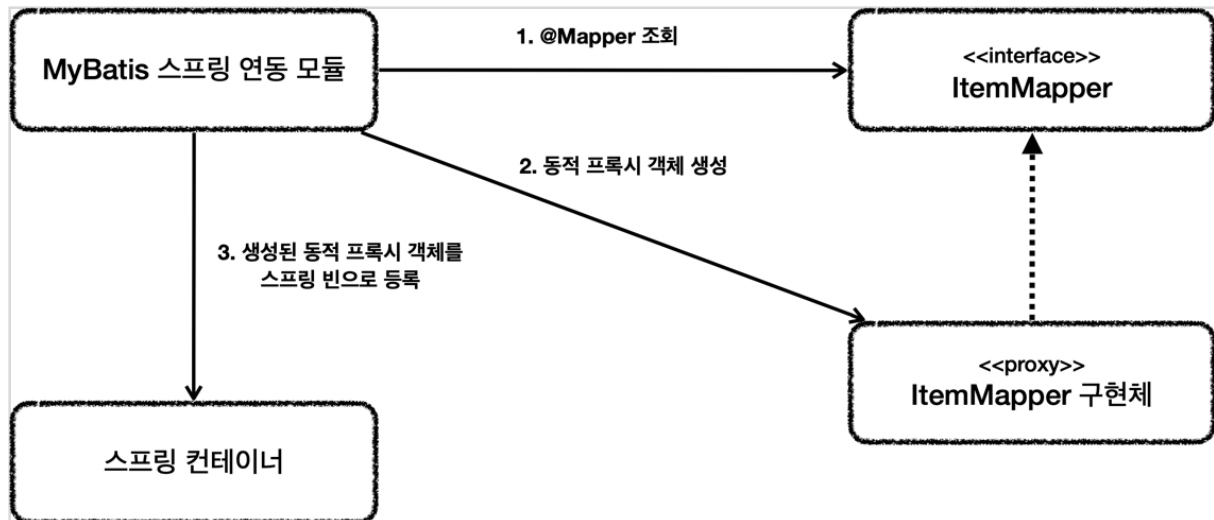 1. @Mapper 조회
MyBatis 스프링 연동 모듈
<<interface>>
ItemMapper
2. 동적 프록시 객체 생성
3. 생성된 동적 프록시 객체를
스프링 빈으로 등록
<<proxy>>
ItemMapper 구현체
스프링 컨테이너